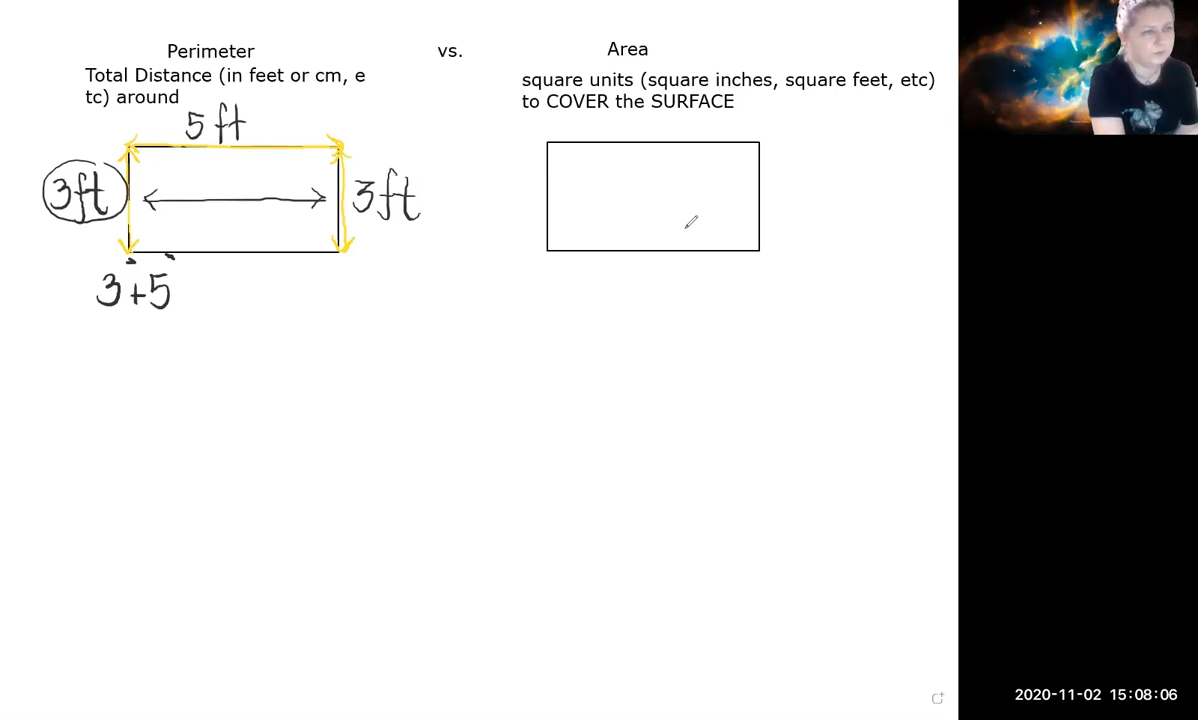 Perimeter
vs.
Area
Total Distance (in feet or cm, e
tc) around
square units (square inches, square feet, etc)
to COVER the SURFACE
5 ft
3ft
3ft
3+5
2020-11-02 15:08:06